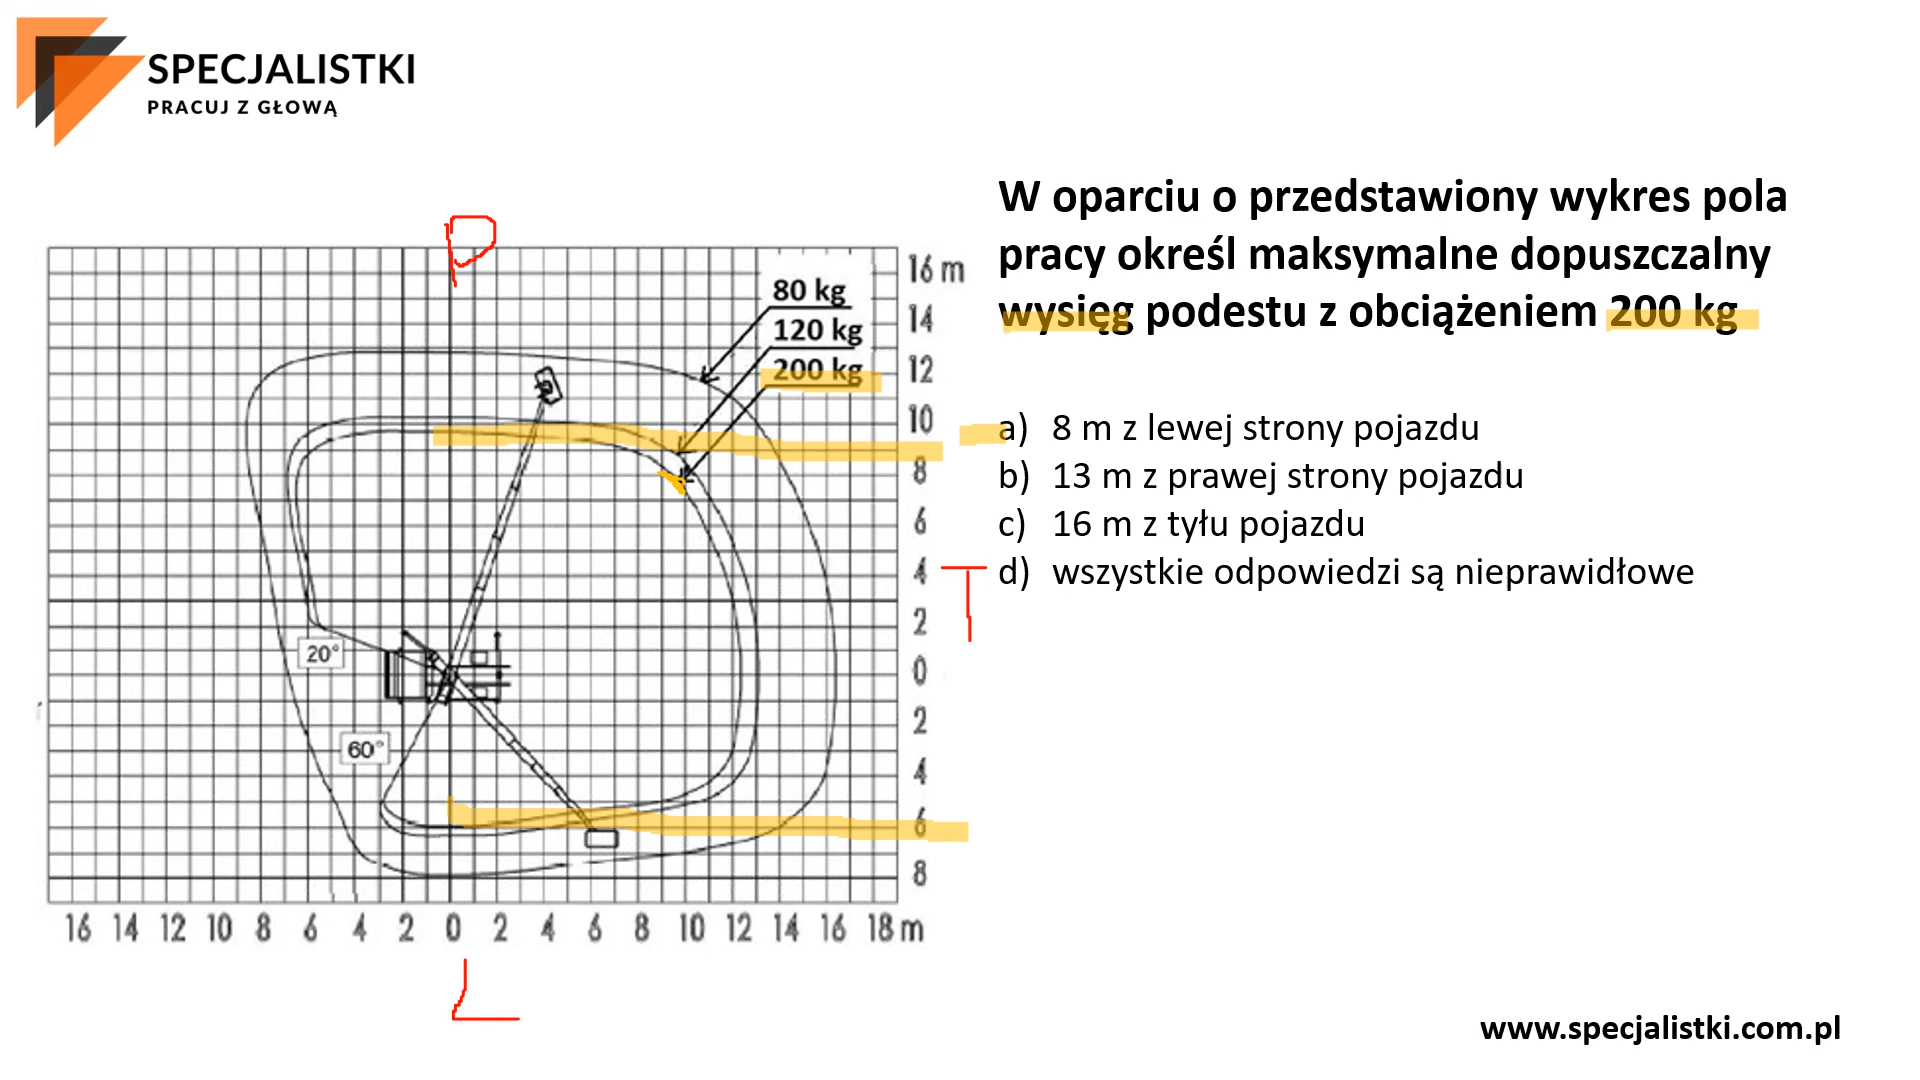 SPECJALISTKI
PRACUJ Z GŁOWĄ
W oparciu o przedstawiony wykres pola
pracy określ maksymalne dopuszczalny
wysięg podestu z obciążeniem 200 kg
a) 8 m z lewej strony pojazdu
b) 13 m z prawej strony pojazdu
c) 16 m z tyłu pojazdu
d) wszystkie odpowiedzi są nieprawidłowe
P
80 kg
120 kg
200 kg
16 m
14
12
10
8
6
4
2
0
2
4
6
8
T
20°
60°
16 14 12 10 8 6 4 2 0 2 4 6 8 10 12 14 16 18 m
L
www.specjalistki.com.pl